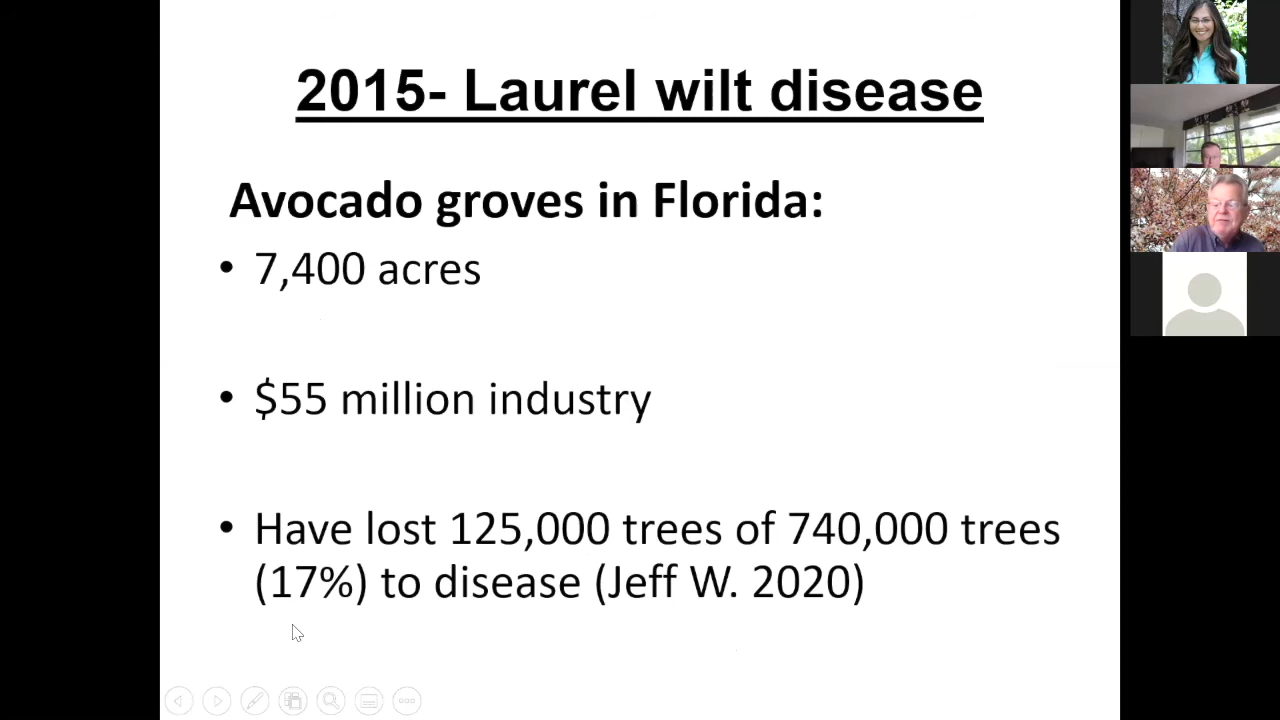 2015- Laurel wilt disease
Avocado groves in Florida:
• 7,400 acres
• $55 million industry
• Have lost 125,000 trees of 740,000 trees
(17%) to disease (Jeff W. 2020)